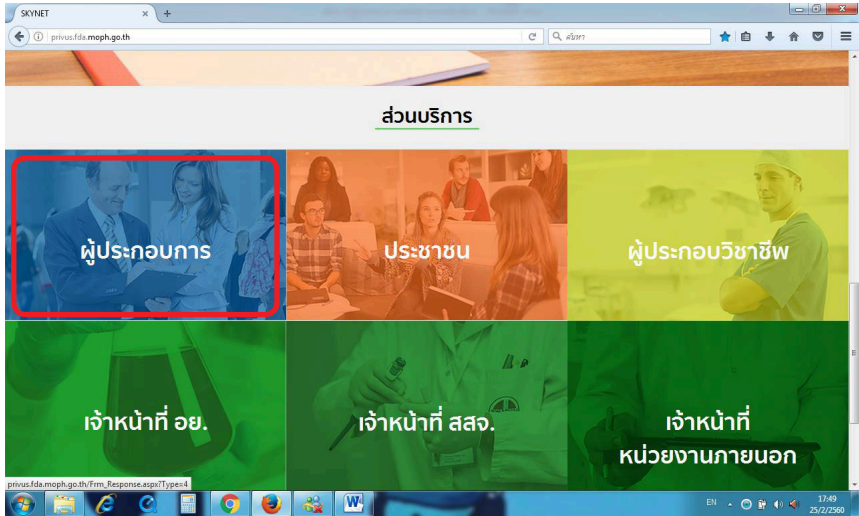 SKYNET
privus.fda.moph.go.th
ค้นหา
ส่วนบริการ
ผู้ประกอบการ
ประชาชน
ผู้ประกอบวิชาชีพ
เจ้าหน้าที่ อย.
เจ้าหน้าที่ สสจ.
เจ้าหน้าที่
หน่วยงานภายนอก
privus.fda.moph.go.th/Frm_Response.aspx?Type=4
EN
17:49
25/2/2560